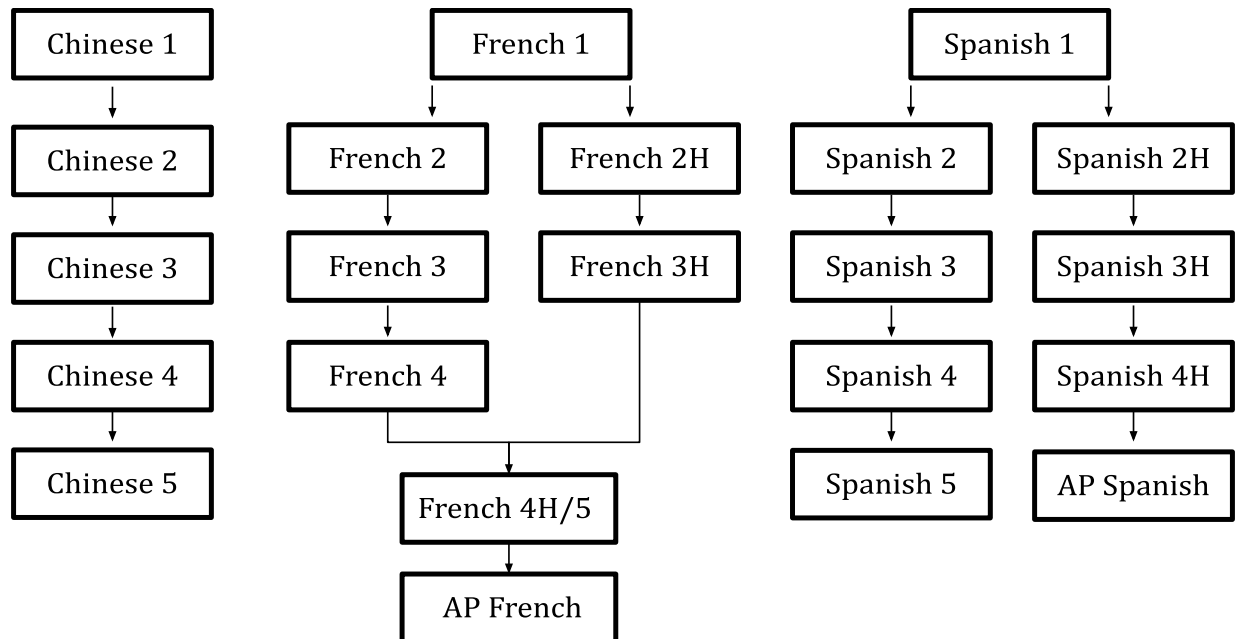 Chinese 1
Chinese 2
Chinese 3
Chinese 4
Chinese 5
French 1
French 2
French 2H
French 3
French 3H
French 4
French 4H/5
AP French
Spanish 1
Spanish 2
Spanish 2H
Spanish 3
Spanish 3H
Spanish 4
Spanish 4H
Spanish 5
AP Spanish